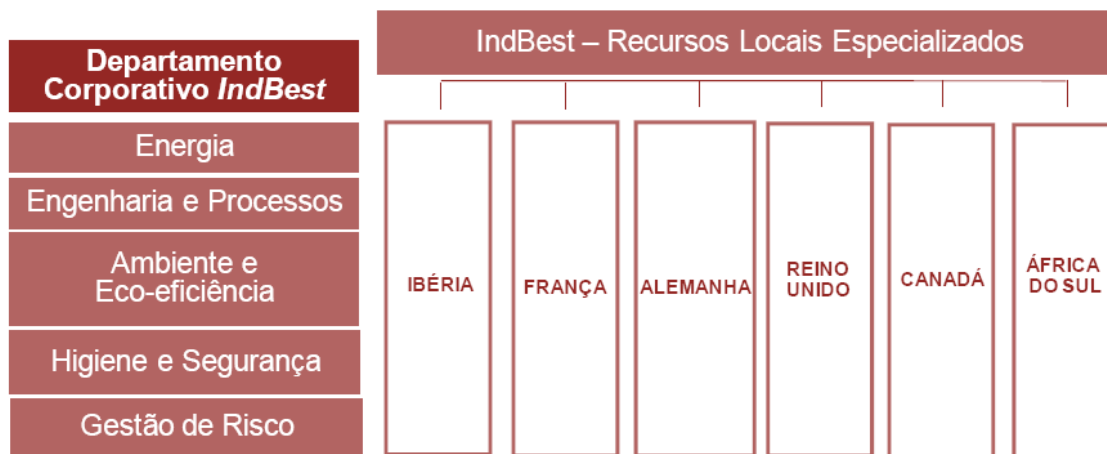 IndBest – Recursos Locais Especializados
Departamento
Corporativo IndBest
Energia
Engenharia e Processos
Ambiente e
Eco-eficiência
Higiene e Segurança
Gestão de Risco
IBÉRIA
FRANÇA
ALEMANHA
REINO
UNIDO
CANADÁ
ÁFRICA
DO SUL